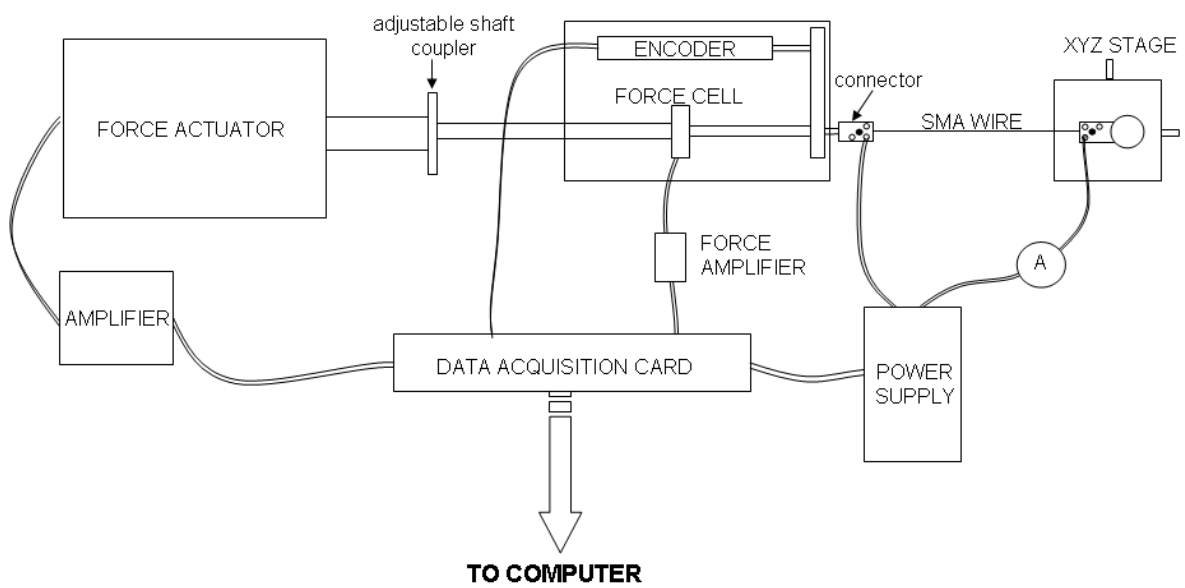 adjustable shaft
coupler
ENCODER
XYZ STAGE
connector
FORCE CELL
FORCE ACTUATOR
SMA WIRE
FORCE
AMPLIFIER
A
AMPLIFIER
DATA ACQUISITION CARD
POWER
SUPPLY
TO COMPUTER